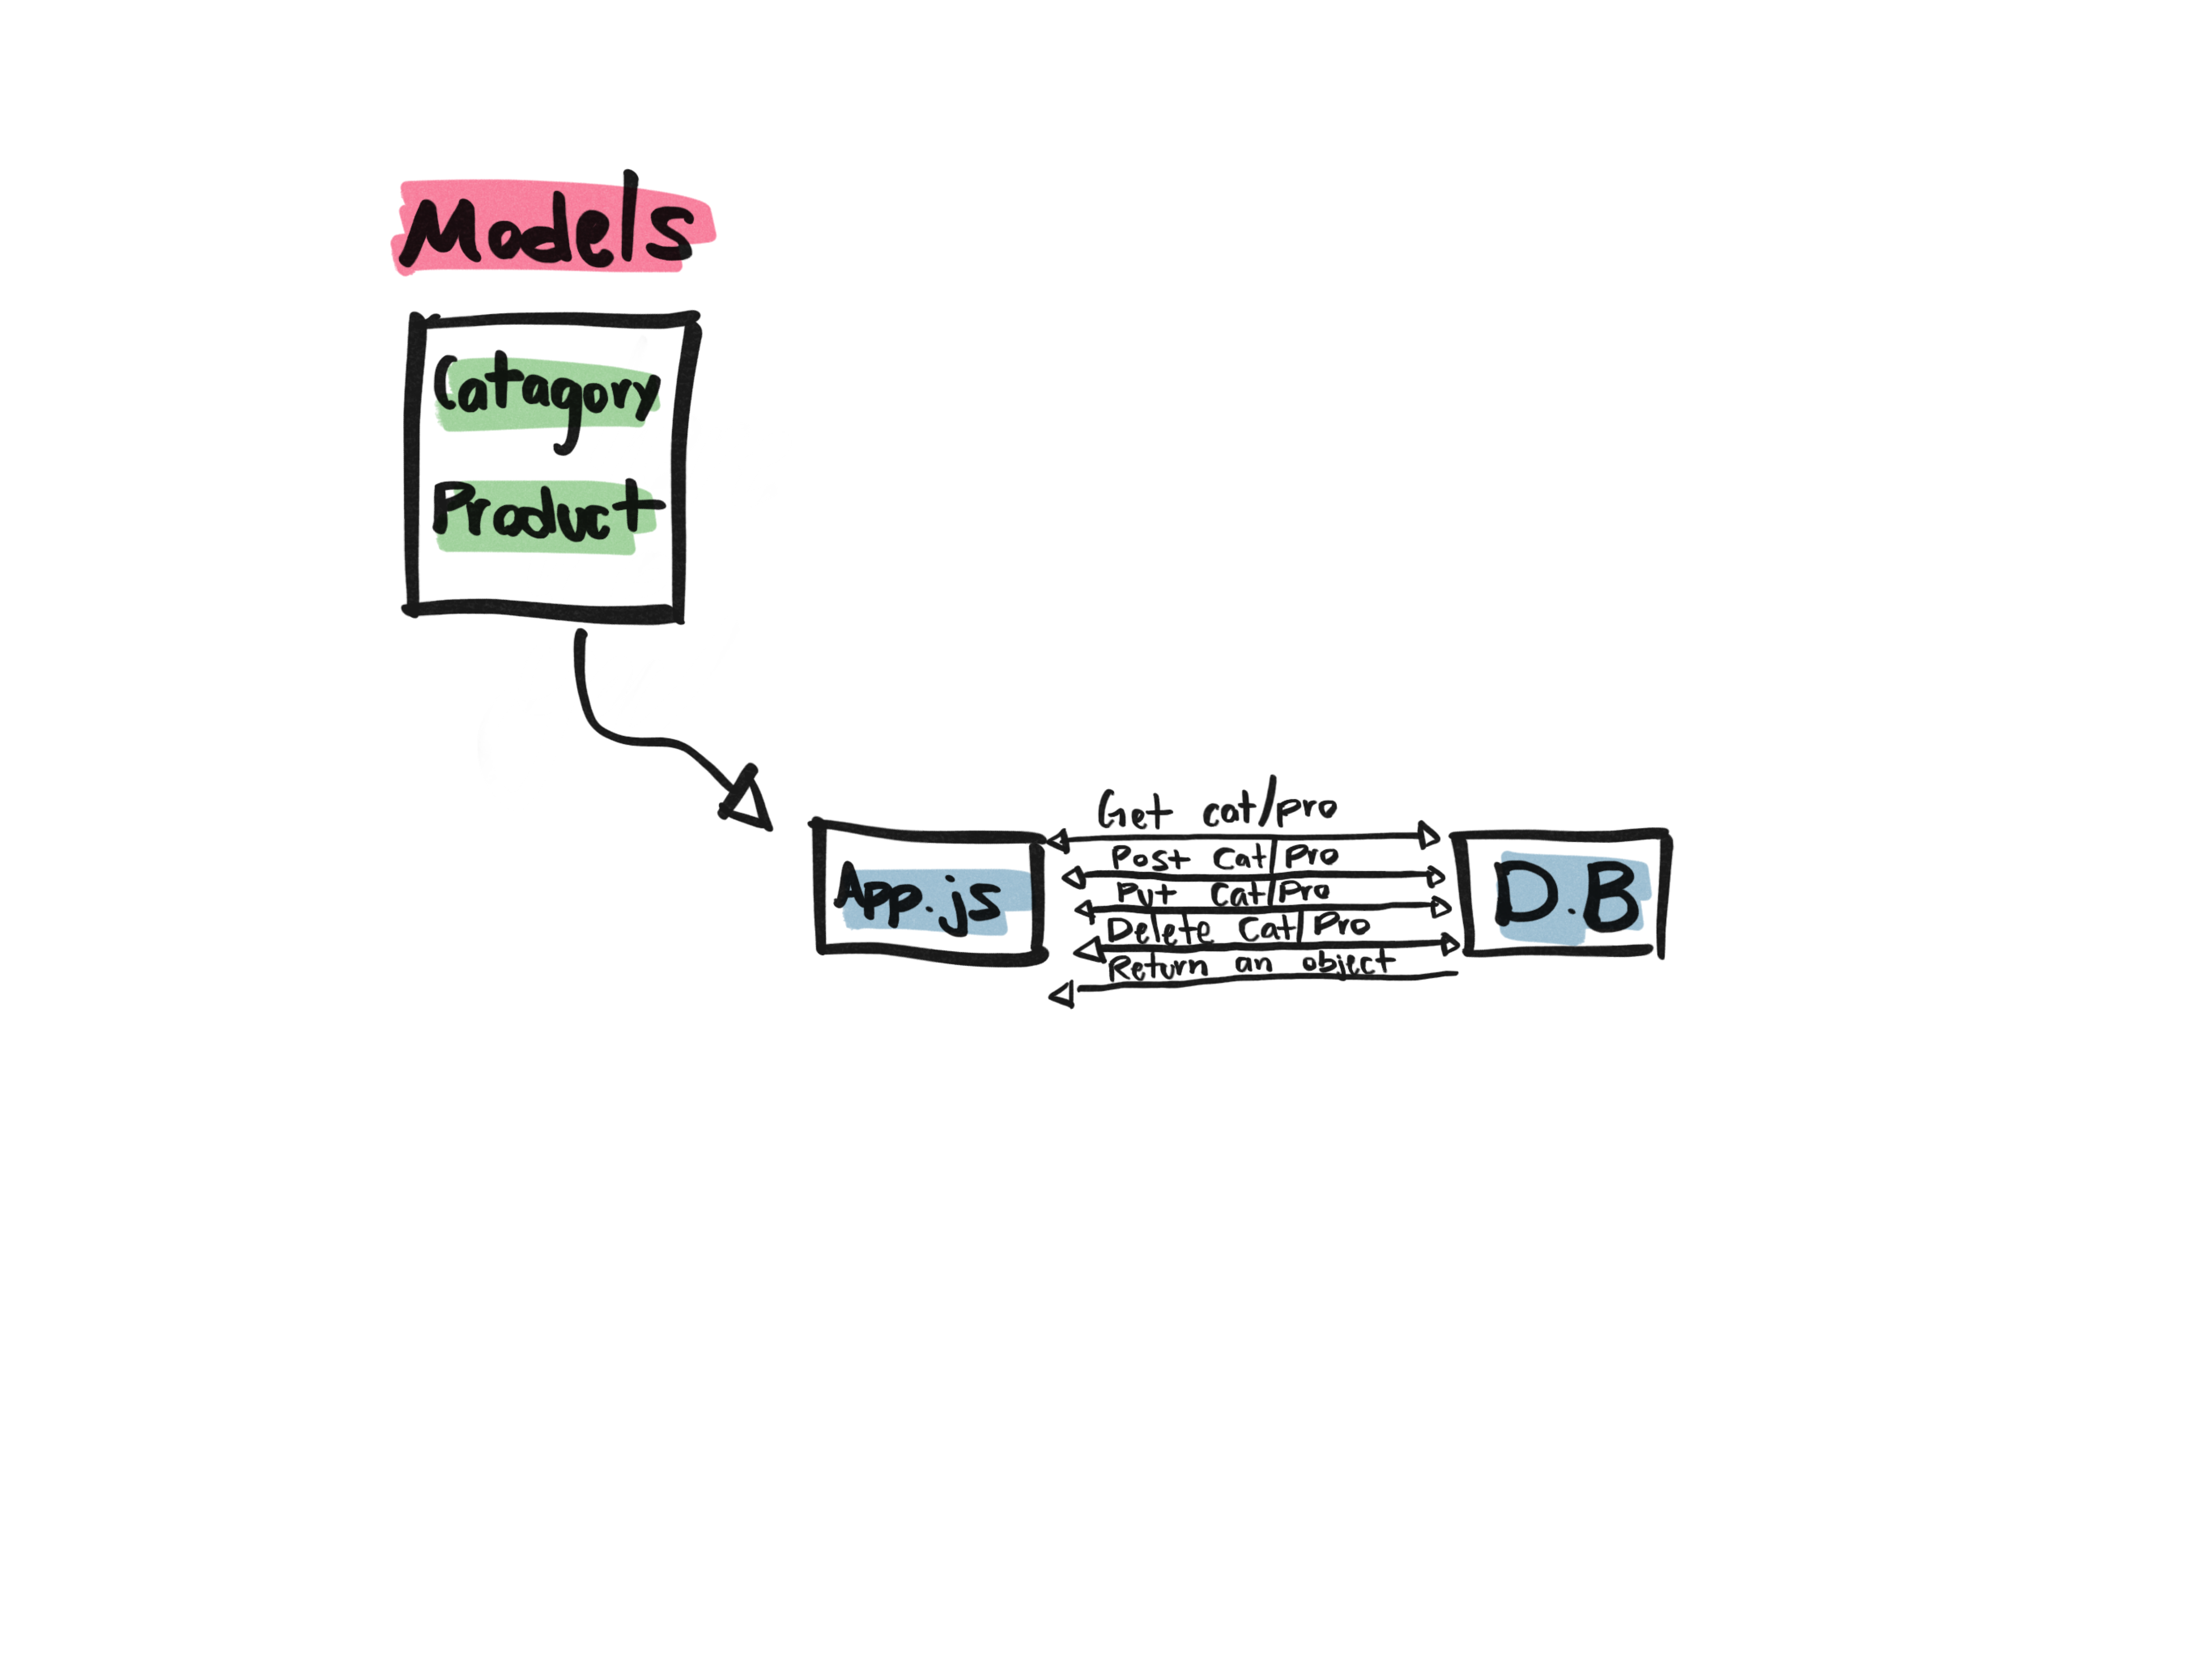 Models
Catagory
Product
App.js
Get cat/pro
Post Cat/Pro
Put Cat/Pro
Delete Cat/Pro
Return an object
D.B